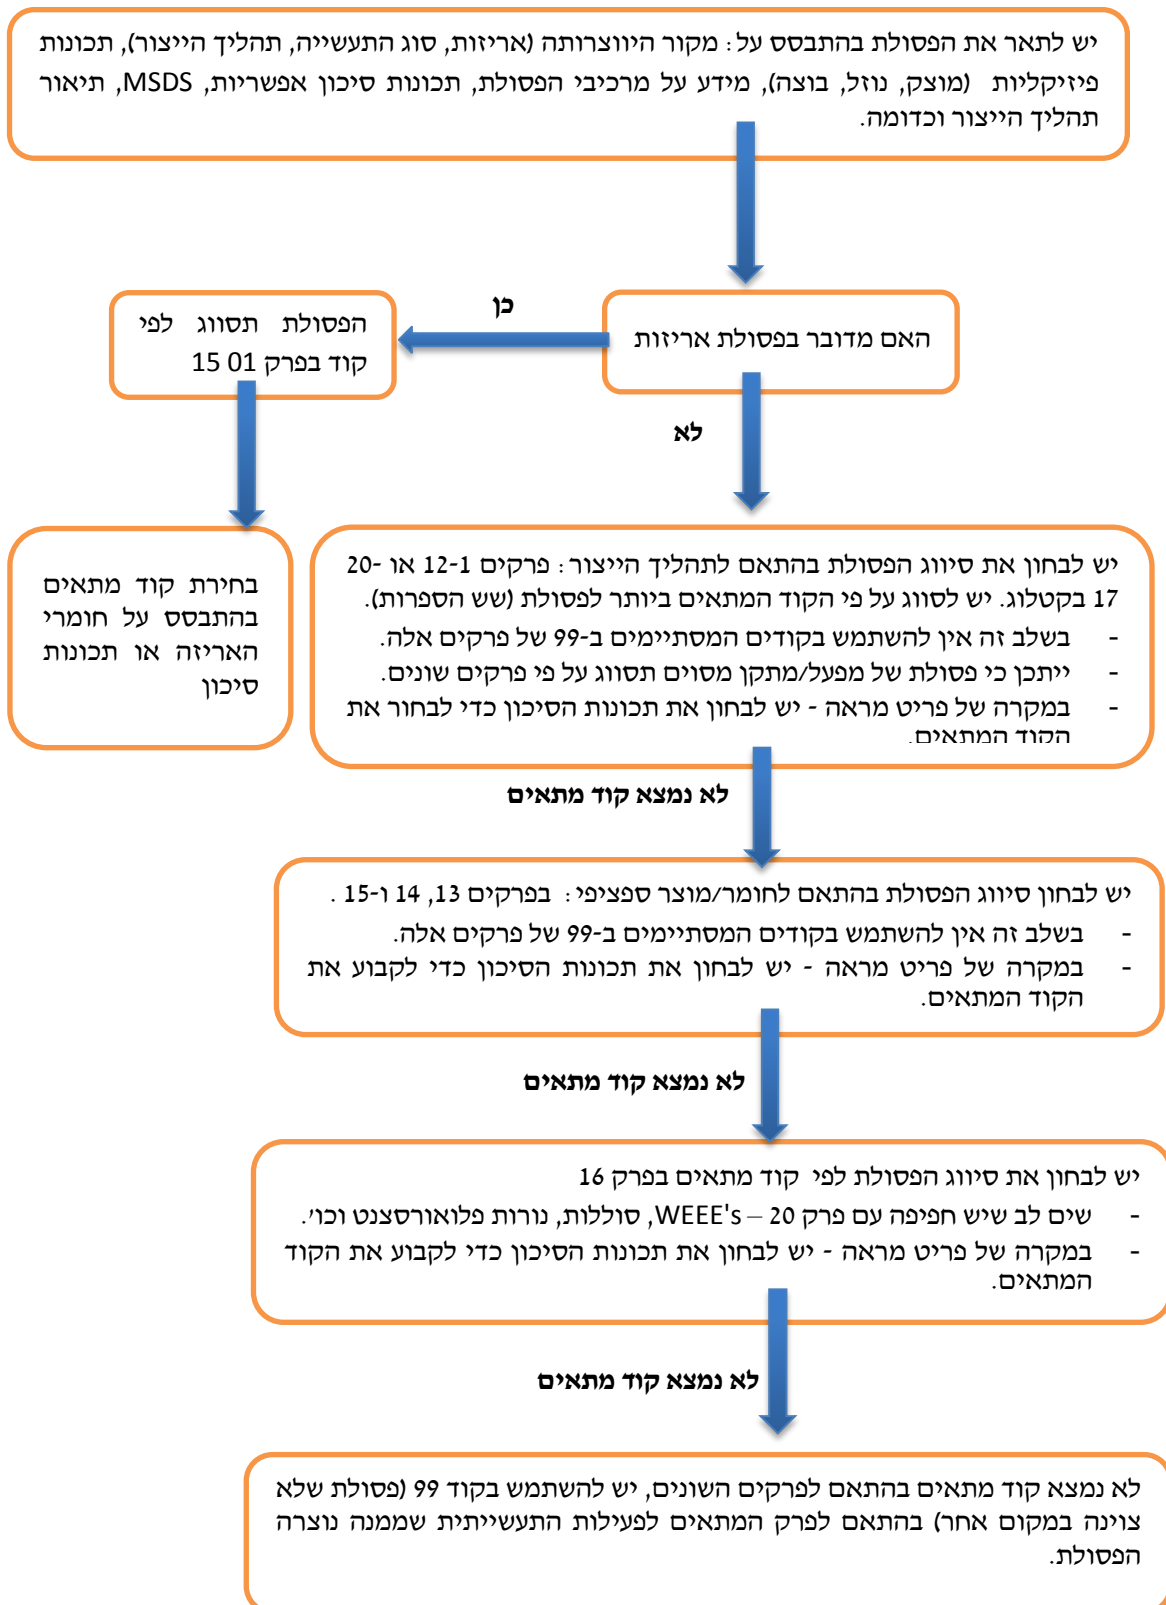 יש לתאר את הפסולת בהתבסס על: מקור היווצרותה (אריזות, סוג התעשייה, תהליך הייצור), תכונות
פיזיקליות (מוצק, נוזל, בוצה), מידע על מרכיבי הפסולת, תכונות סיכון אפשריות, MSDS, תיאור
תהליך הייצור וכדומה.
האם מדובר בפסולת אריזות
כן
הפסולת תסווג לפי
קוד בפרק 15 01
לא
בחירת קוד מתאים
בהתבסס על חומרי
האריזה או תכונות
סיכון
יש לבחון את סיווג הפסולת בהתאם לתהליך הייצור: פרקים 12-1 או 20-
17 בקטלוג. יש לסווג על פי הקוד המתאים ביותר לפסולת (שש הספרות).
- בשלב זה אין להשתמש בקודים המסתיימים ב-99 של פרקים אלה.
- ייתכן כי פסולת של מפעל/מתקן מסוים תסווג על פי פרקים שונים.
- במקרה של פריט מראה - יש לבחון את תכונות הסיכון כדי לבחור את
הקוד המתאים.
לא נמצא קוד מתאים
יש לבחון סיווג הפסולת בהתאם לחומר/מוצר ספציפי: בפרקים 13, 14 ו-15 .
- בשלב זה אין להשתמש בקודים המסתיימים ב-99 של פרקים אלה.
- במקרה של פריט מראה - יש לבחון את תכונות הסיכון כדי לקבוע את
הקוד המתאים.
לא נמצא קוד מתאים
יש לבחון את סיווג הפסולת לפי קוד מתאים בפרק 16
- שים לב שיש חפיפה עם פרק 20 – WEEE's, סוללות, נורות פלואורסצנט וכו'.
- במקרה של פריט מראה - יש לבחון את תכונות הסיכון כדי לקבוע את הקוד
המתאים.
לא נמצא קוד מתאים
לא נמצא קוד מתאים בהתאם לפרקים השונים, יש להשתמש בקוד 99 (פסולת שלא
צוינה במקום אחר) בהתאם לפרק המתאים לפעילות התעשייתית שממנה נוצרה
הפסולת.